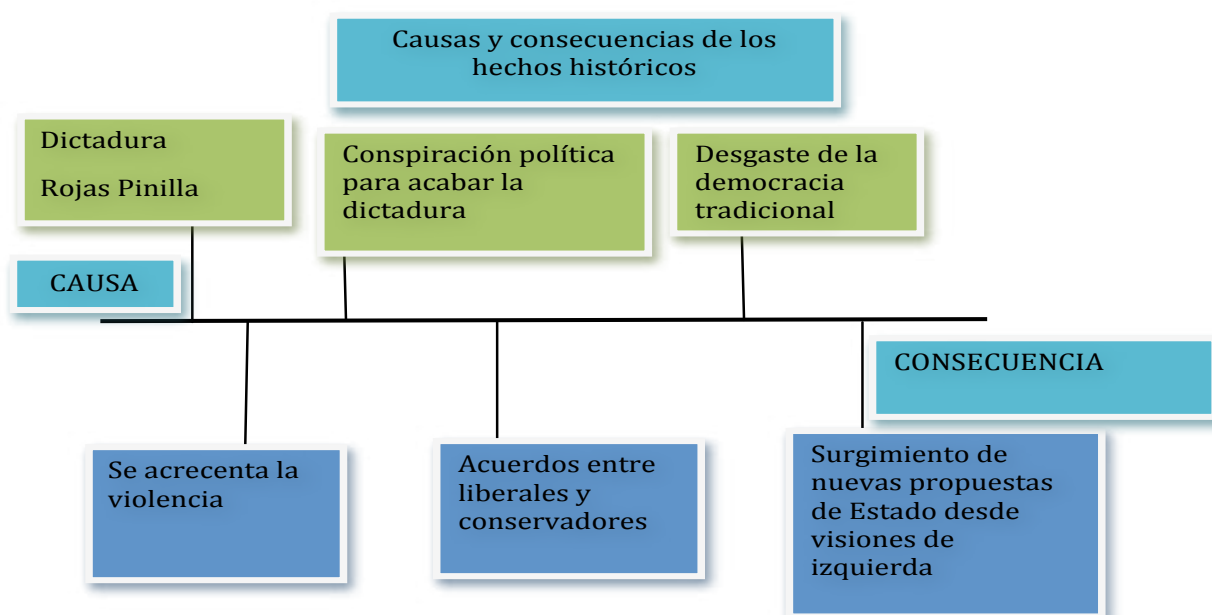 Causas y consecuencias de los
hechos históricos
Dictadura
Rojas Pinilla
Conspiración política
para acabar la
dictadura
Desgaste de la
democracia
tradicional
CAUSA
CONSECUENCIA
Se acrecenta la
violencia
Acuerdos entre
liberales y
conservadores
Surgimiento de
nuevas propuestas
de Estado desde
visiones de
izquierda